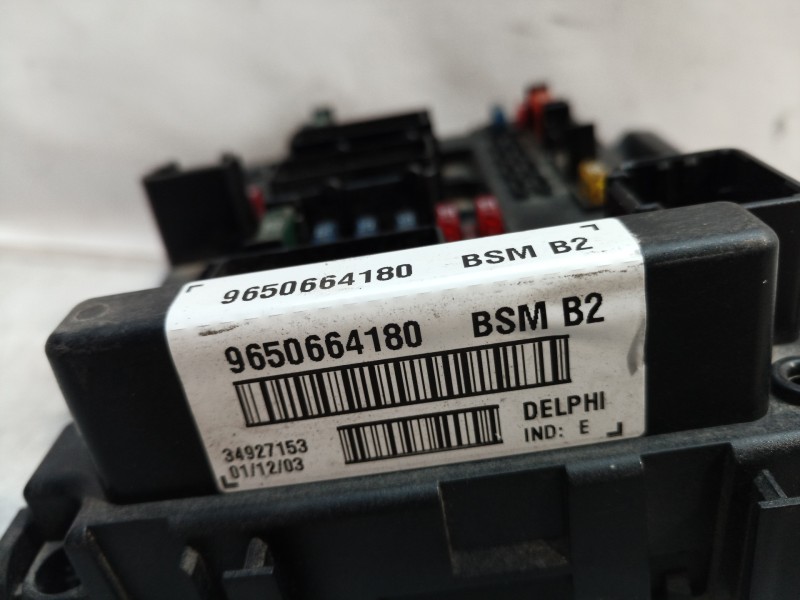 9650664180 BSM B2
9650664180 BSM B2
DELPHI
34927153
IND: E
01/12/03